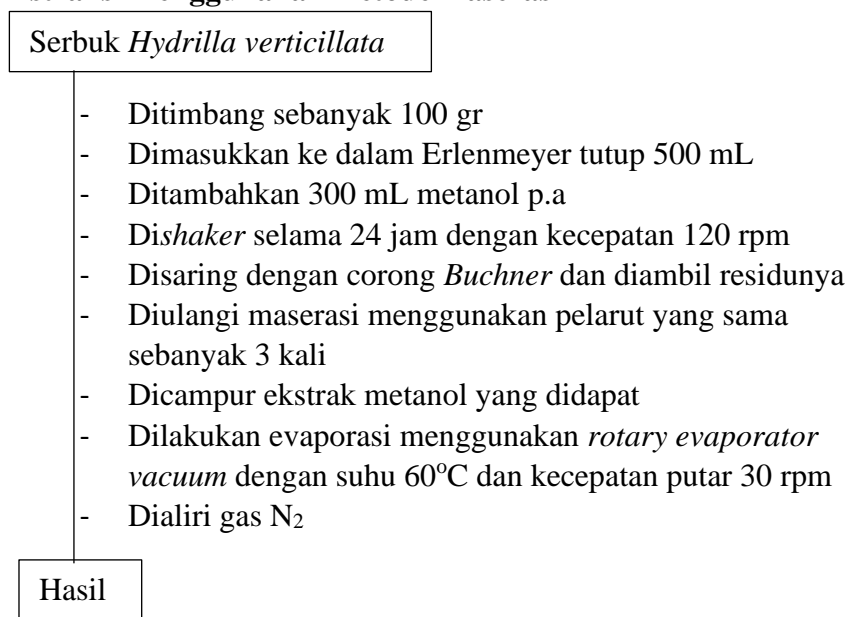 Serbuk Hydrilla verticillata
- Ditimbang sebanyak 100 gr
- Dimasukkan ke dalam Erlenmeyer tutup 500 mL
- Ditambahkan 300 mL metanol p.a
- Dishaker selama 24 jam dengan kecepatan 120 rpm
- Disaring dengan corong Buchner dan diambil residunya
- Diulangi maserasi menggunakan pelarut yang sama
sebanyak 3 kali
- Dicampur ekstrak metanol yang didapat
- Dilakukan evaporasi menggunakan rotary evaporator
vacuum dengan suhu 60°C dan kecepatan putar 30 rpm
- Dialiri gas N₂
Hasil